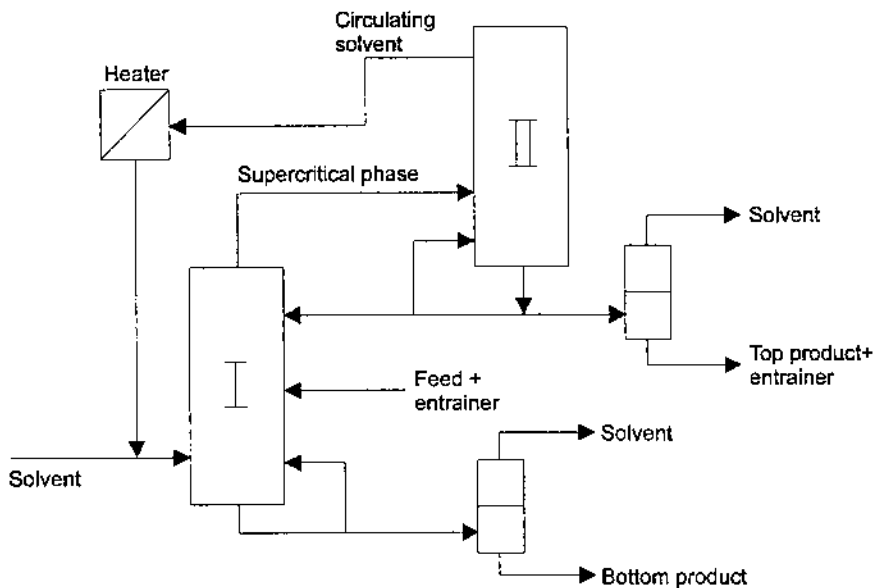 Circulating
solvent
Heater
II
Supercritical phase
Solvent
I
Feed +
entrainer
Top product+
entrainer
Solvent
Solvent
Bottom product